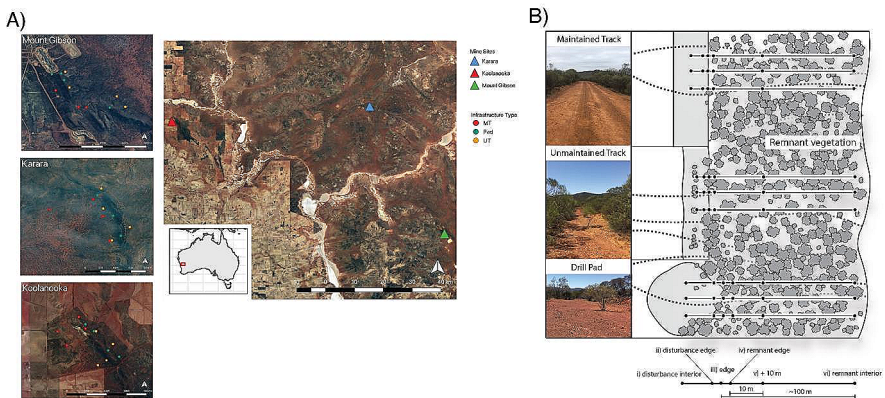 A)
Mount Gibson
Karara
Koolanooka
40 km
Mine Sites
Karara
Koolanooka
Mount Gibson
Infrastructure Type
MT
Pad
UT
B)
Maintained Track
Unmaintained Track
Drill Pad
Remnant vegetation
ii) disturbance edge
iv) remnant edge
iii) edge
i) disturbance interior
v) + 10 m
vi) remnant interior
10 m
~100 m